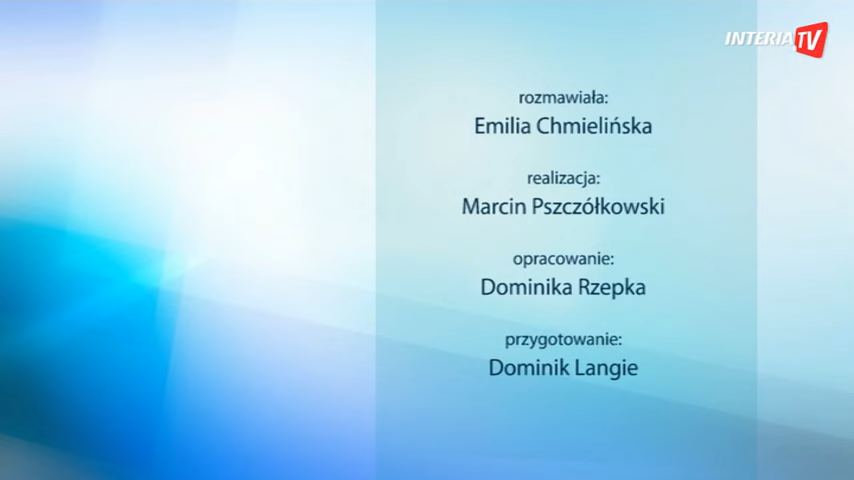 INTERIA TV
rozmawiała:
Emilia Chmielińska
realizacja:
Marcin Pszczółkowski
opracowanie:
Dominika Rzepka
przygotowanie:
Dominik Langie